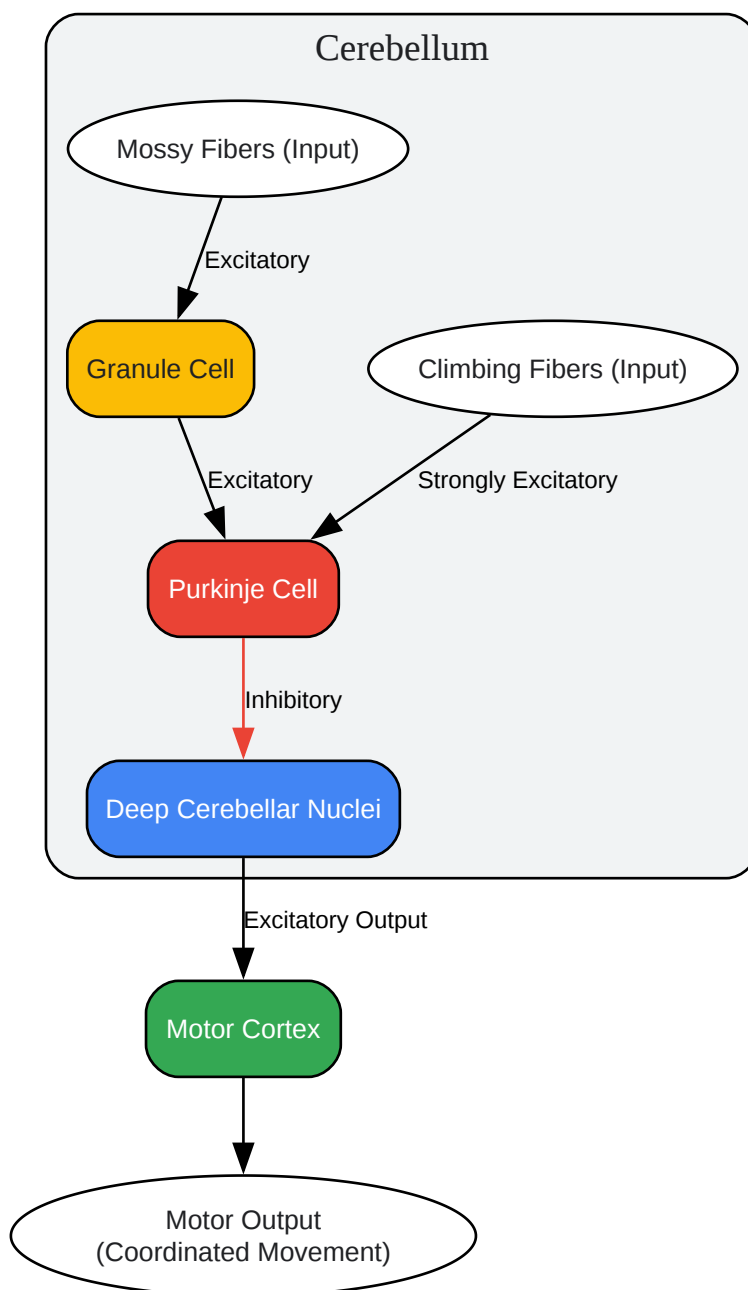 Cerebellum
Mossy Fibers (Input)
Excitatory
Granule Cell
Climbing Fibers (Input)
Excitatory
Strongly Excitatory
Purkinje Cell
Inhibitory
Deep Cerebellar Nuclei
Excitatory Output
Motor Cortex
Motor Output
(Coordinated Movement)